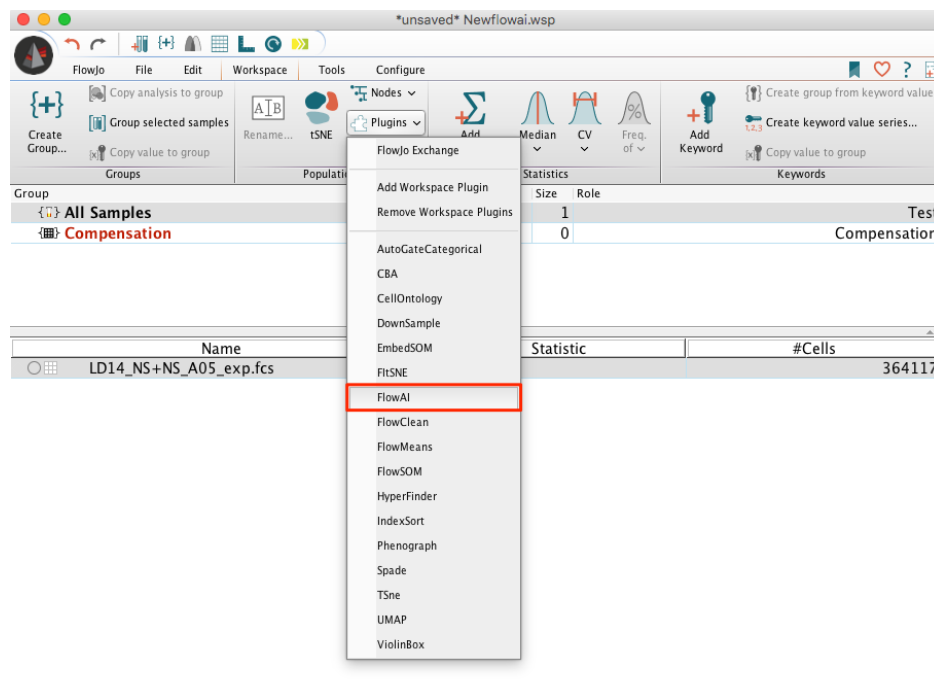 *unsaved* Newflowai.wsp
FlowJo File Edit Workspace Tools Configure
{+} Create Group...
Copy analysis to group
Group selected samples
Copy value to group
Groups
A B Rename...
tSNE
Nodes
Plugins
Populatio
Add
Median
CV
Freq. of
Statistics
Add Keyword
Create group from keyword value
1,2,3 Create keyword value series...
Copy value to group
Keywords
Group Size Role
All Samples 1 Test
Compensation 0 Compensation
Name Statistic #Cells
LD14_NS+NS_A05_exp.fcs 364117
FlowJo Exchange
Add Workspace Plugin
Remove Workspace Plugins
AutoGateCategorical
CBA
CellOntology
DownSample
EmbedSOM
FItSNE
FlowAI
FlowClean
FlowMeans
FlowSOM
HyperFinder
IndexSort
Phenograph
Spade
TSne
UMAP
ViolinBox